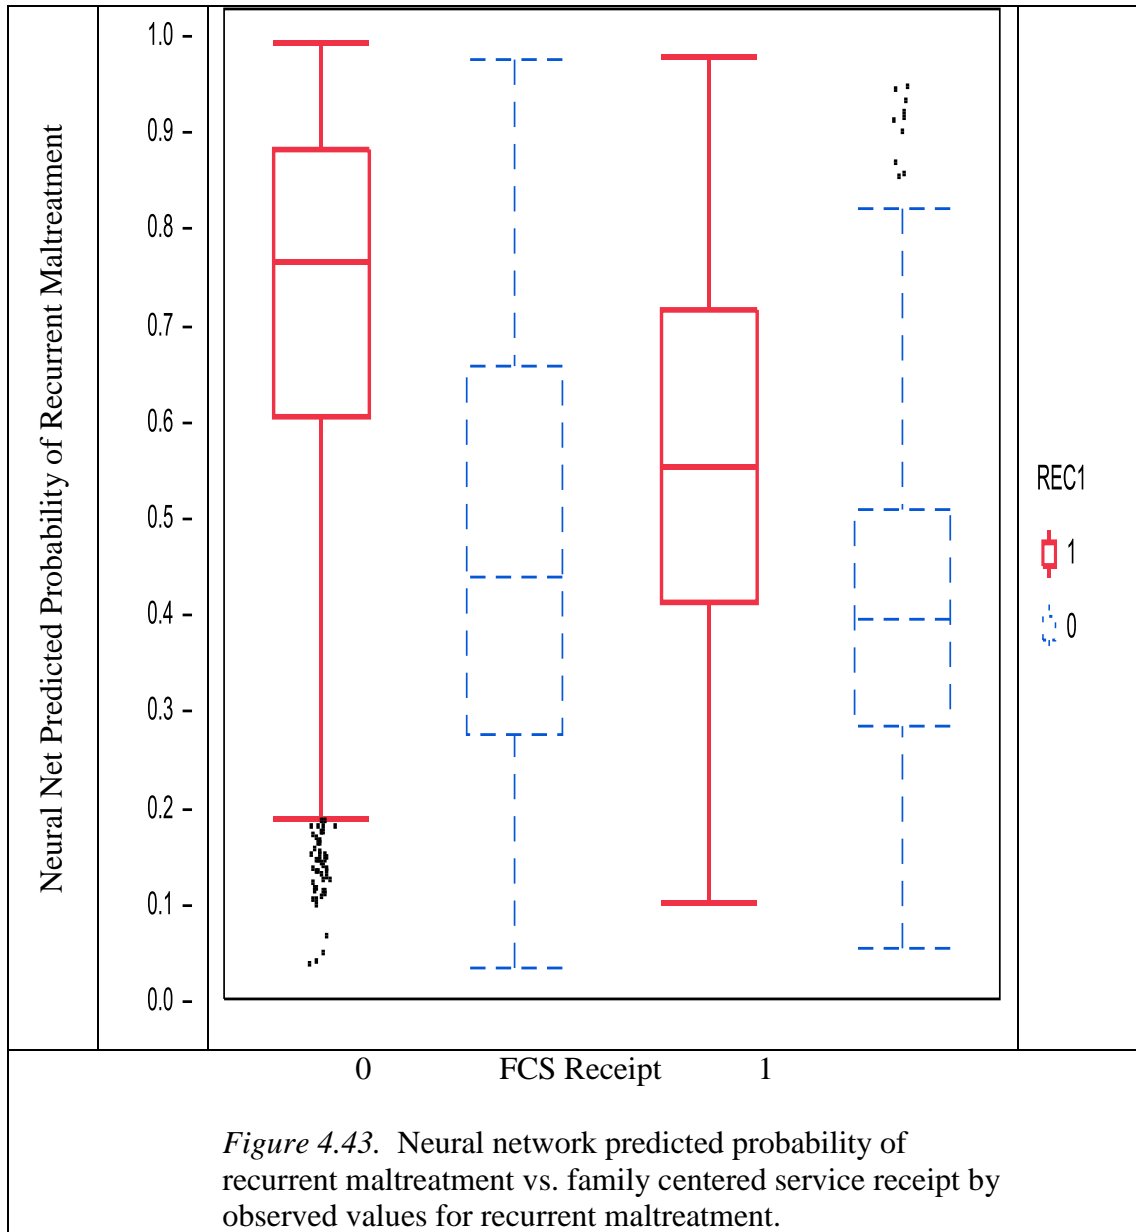 Neural Net Predicted Probability of Recurrent Maltreatment
1.0
0.9
0.8
0.7
0.6
0.5
0.4
0.3
0.2
0.1
0.0
REC1
1
0
0 FCS Receipt 1
Figure 4.43. Neural network predicted probability of
recurrent maltreatment vs. family centered service receipt by
observed values for recurrent maltreatment.